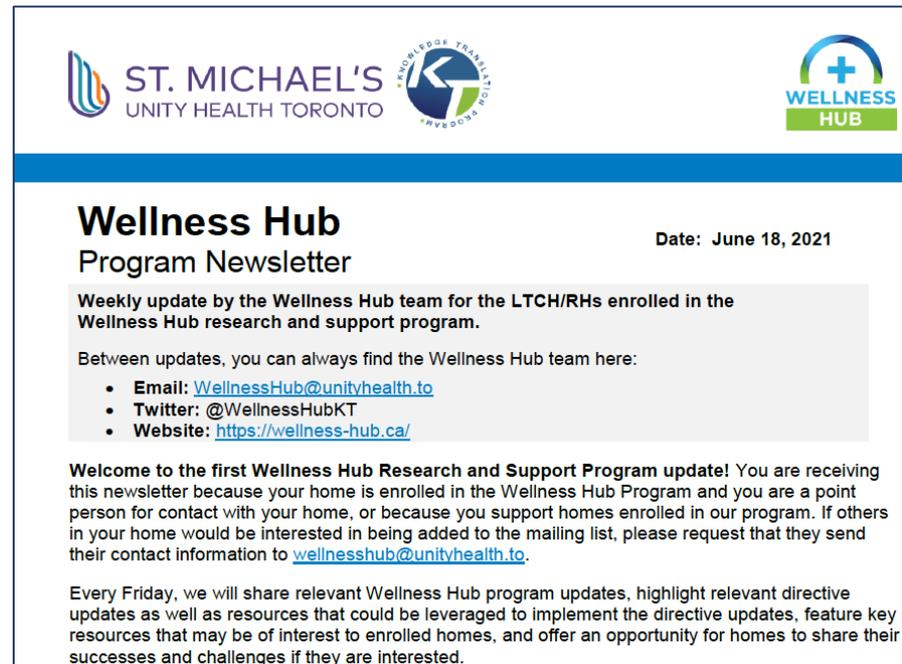 ST. MICHAEL'S
UNITY HEALTH TORONTO
KNOWLEDGE TRANSLATION PROGRAM
KT
WELLNESS
HUB
Wellness Hub
Program Newsletter
Date: June 18, 2021
Weekly update by the Wellness Hub team for the LTCH/RHs enrolled in the
Wellness Hub research and support program.
Between updates, you can always find the Wellness Hub team here:
• Email: WellnessHub@unityhealth.to
• Twitter: @WellnessHubKT
• Website: https://wellness-hub.ca/
Welcome to the first Wellness Hub Research and Support Program update! You are receiving
this newsletter because your home is enrolled in the Wellness Hub Program and you are a point
person for contact with your home, or because you support homes enrolled in our program. If others
in your home would be interested in being added to the mailing list, please request that they send
their contact information to wellnesshub@unityhealth.to.
Every Friday, we will share relevant Wellness Hub program updates, highlight relevant directive
updates as well as resources that could be leveraged to implement the directive updates, feature key
resources that may be of interest to enrolled homes, and offer an opportunity for homes to share their
successes and challenges if they are interested.